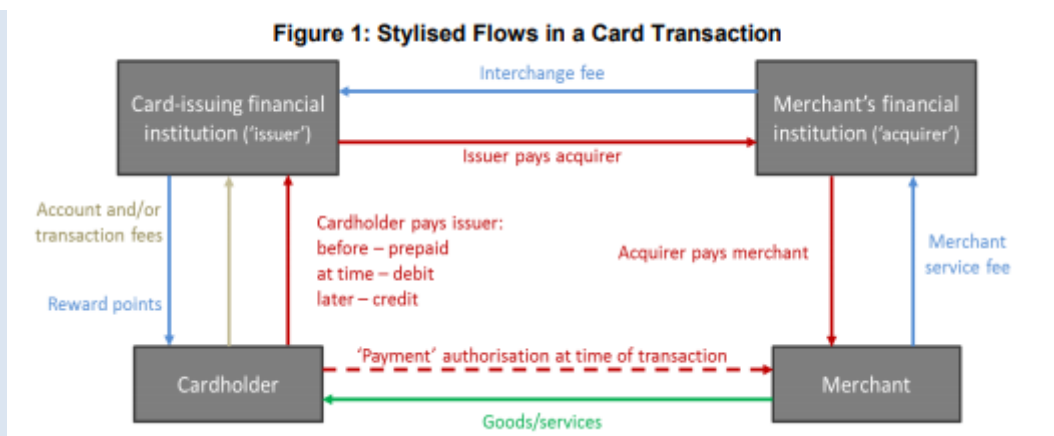 Figure 1: Stylised Flows in a Card Transaction
Card-issuing financial
institution ('issuer')
Interchange fee
Merchant's financial
institution ('acquirer')
Issuer pays acquirer
Account and/or
transaction fees
Cardholder pays issuer:
before – prepaid
at time – debit
later – credit
Acquirer pays merchant
Merchant
service fee
Reward points
Cardholder
'Payment' authorisation at time of transaction
Merchant
Goods/services